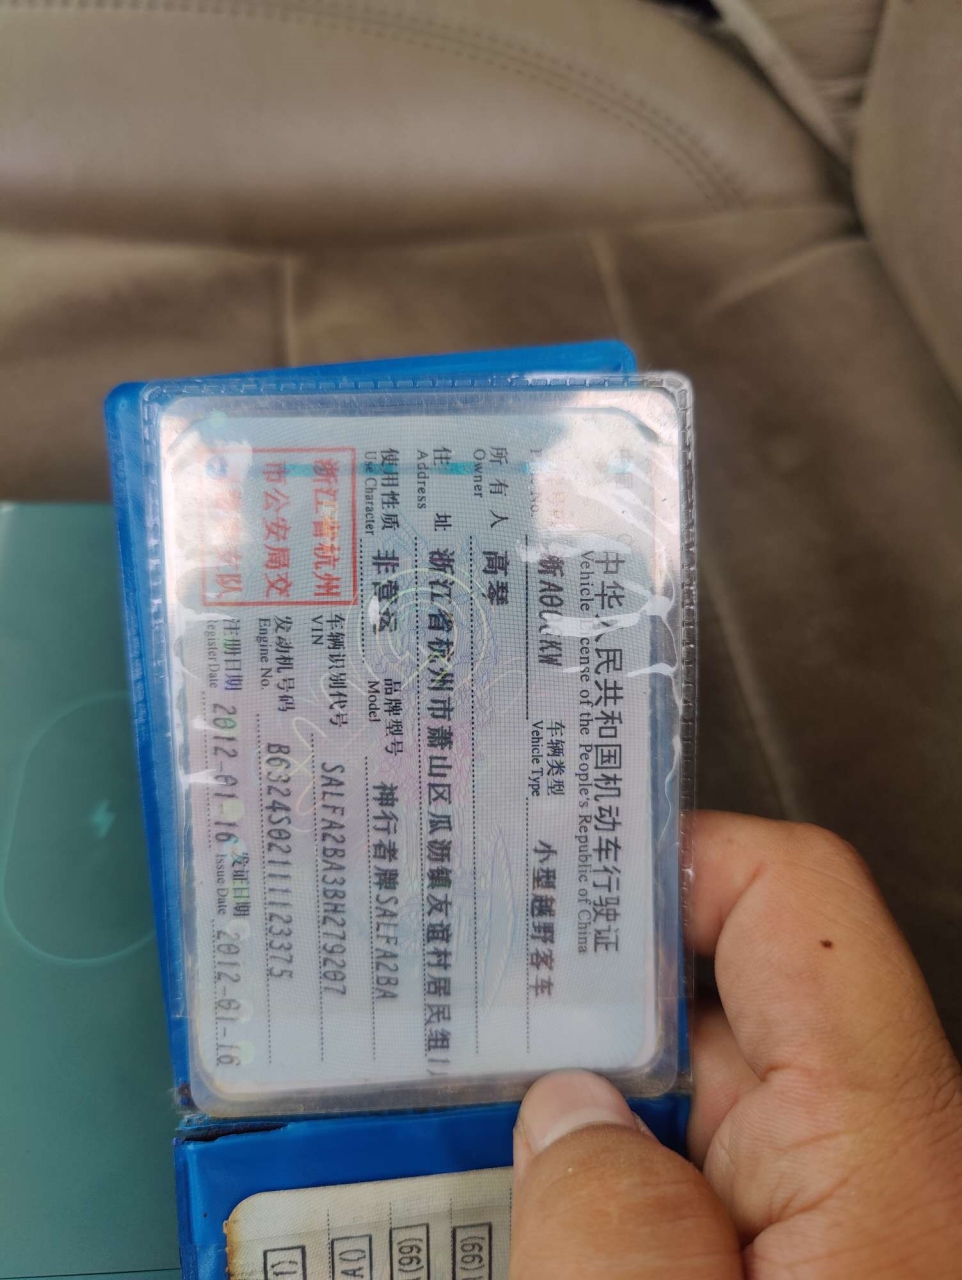 中华人民共和国机动车行驶证
Vehicle License of the People's Republic of China
车辆类型 小型越野客车
Vehicle Type
所有人 高琴
Owner
住址 浙江省杭州市萧山区瓜沥镇友谊村居民组
Address
使用性质 非营运 品牌型号 神行者牌SALFA2BA
Use Character Model
浙江省杭州
市公安局交
车辆识别代号 SALFA2BA3BH279207
VIN
发动机号码 B6324S02111123375
Engine No.
注册日期 2012-01-16 发证日期 2012-01-16
Register Date Issue Date